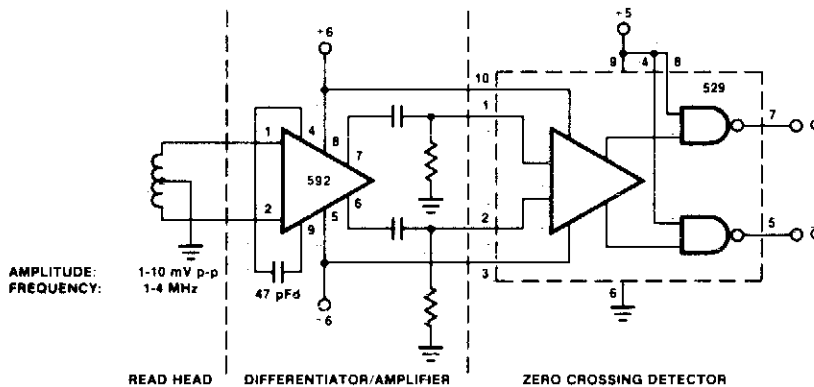 +6
+5
9 4 8
10
529
1
1 4 8
7
7 Q
592
6
2
2
5
9
5 Q
3
6
AMPLITUDE: 1-10 mV p-p
FREQUENCY: 1-4 MHz
47 pFd
-6
READ HEAD DIFFERENTIATOR/AMPLIFIER ZERO CROSSING DETECTOR